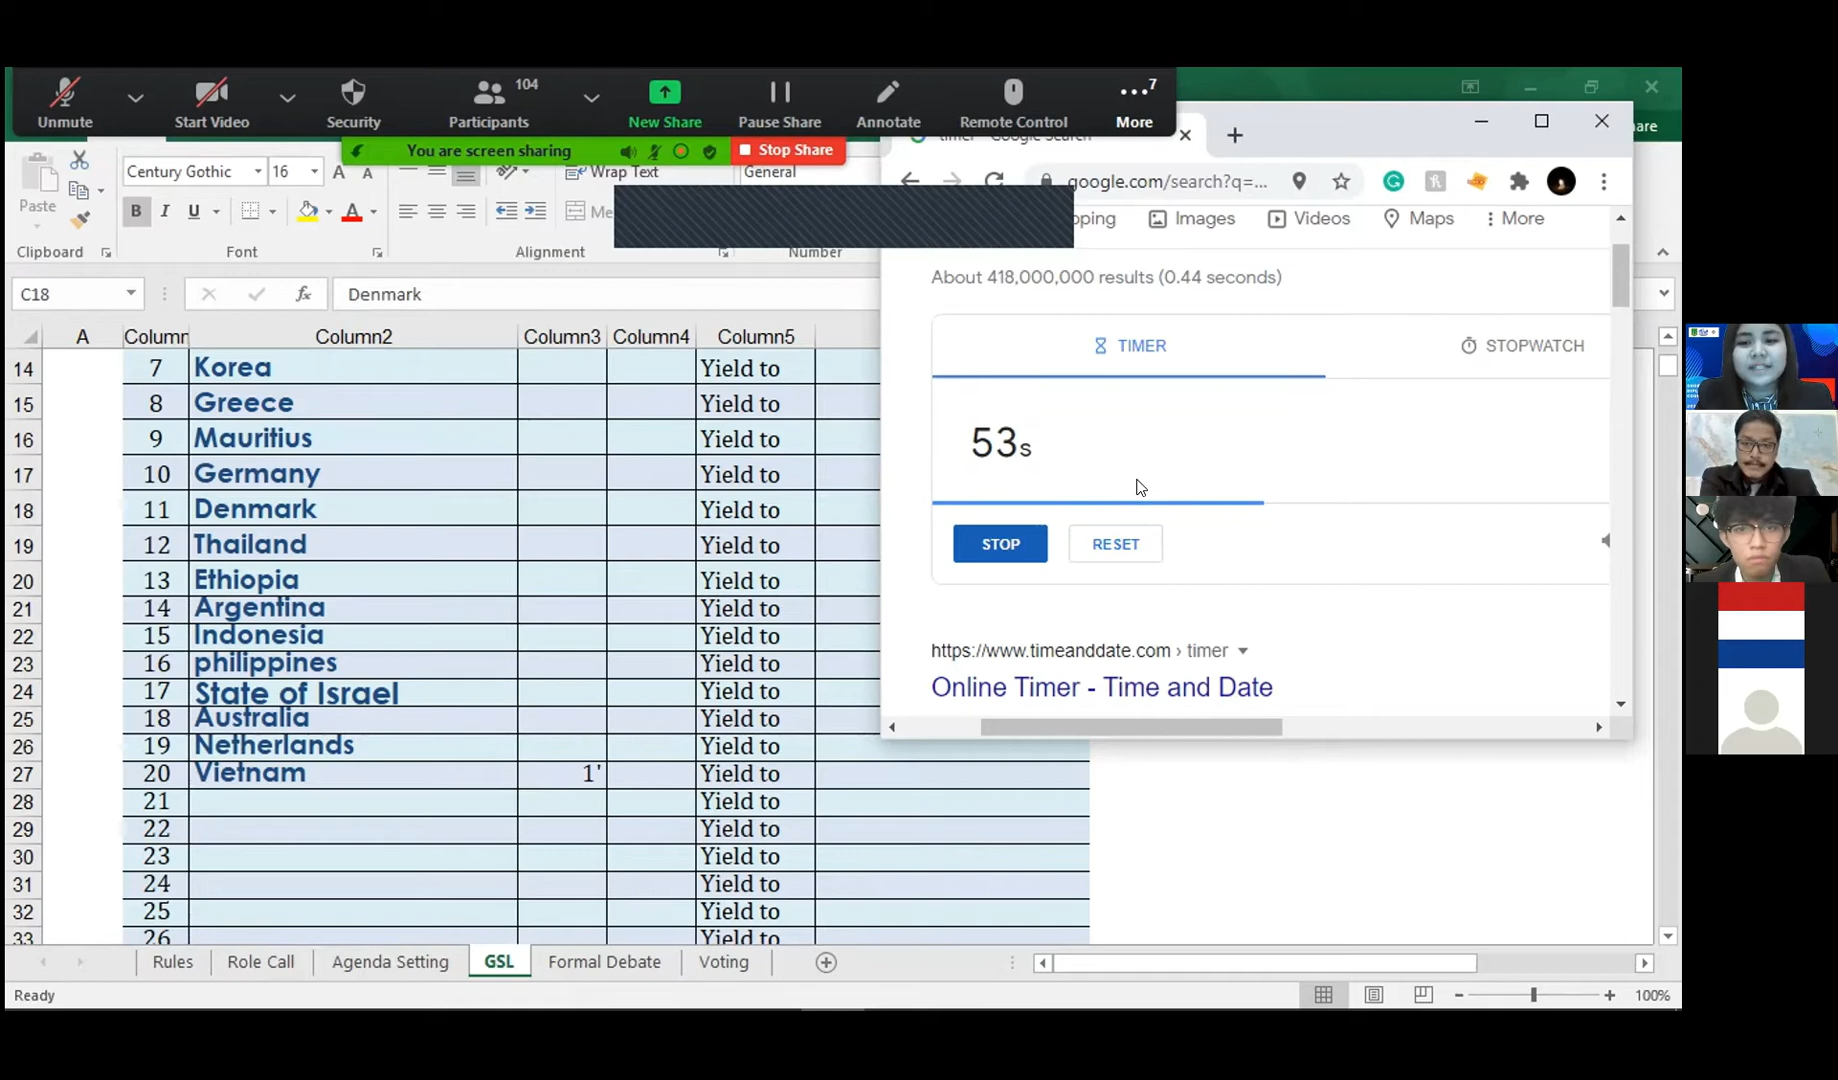 Unmute
Start Video
Security
Participants 104
New Share
Pause Share
Annotate
Remote Control
More 7
You are screen sharing
Stop Share
Paste
Century Gothic 16
A A
B I U
A
Wrap Text
General
Clipboard
Font
Alignment
Number
C18
fx
Denmark
A Column Column2 Column3 Column4 Column5
14 7 Korea Yield to
15 8 Greece Yield to
16 9 Mauritius Yield to
17 10 Germany Yield to
18 11 Denmark Yield to
19 12 Thailand Yield to
20 13 Ethiopia Yield to
21 14 Argentina Yield to
22 15 Indonesia Yield to
23 16 philippines Yield to
24 17 State of Israel Yield to
25 18 Australia Yield to
26 19 Netherlands Yield to
27 20 Vietnam 1' Yield to
28 21 Yield to
29 22 Yield to
30 23 Yield to
31 24 Yield to
32 25 Yield to
33 26 Yield to
Rules Role Call Agenda Setting GSL Formal Debate Voting
Ready
100%
timer - Google Search
google.com/search?q=...
Images Videos Maps More
About 418,000,000 results (0.44 seconds)
TIMER STOPWATCH
53s
STOP RESET
https://www.timeanddate.com › timer
Online Timer - Time and Date